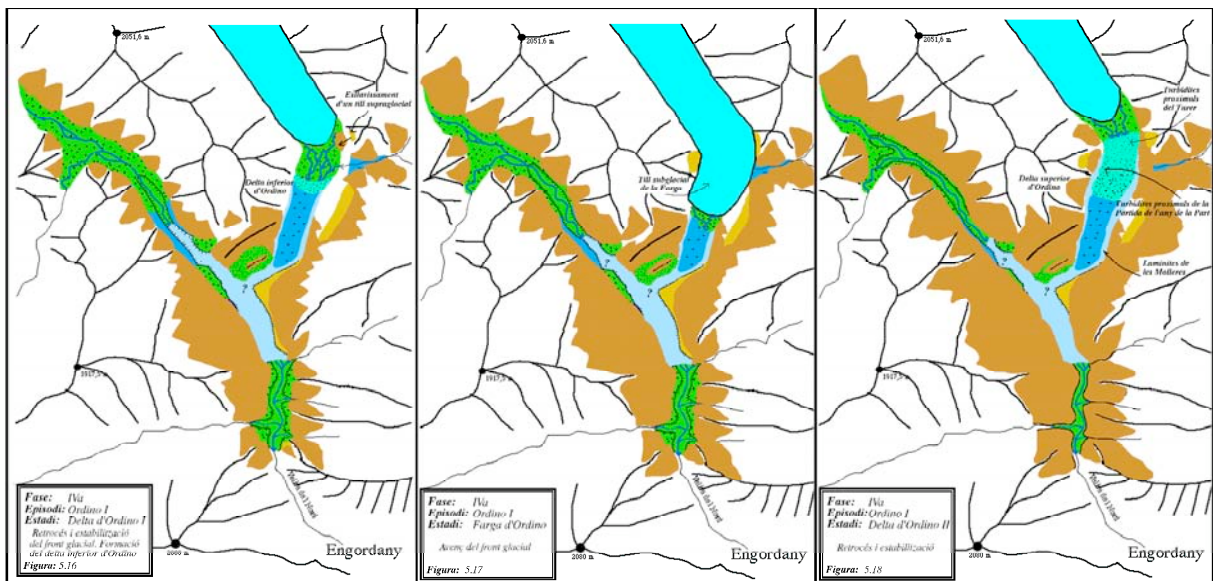 2051,6 m
Esllavissament
d'un till supraglacial
Delta inferior
d'Ordino
?
1917,5 m
Fase: IVa
Episodi: Ordino I
Estadi: Delta d'Ordino I
Retrocés i estabilització
del front glacial. Formació
del delta inferior d'Ordino
Figura: 5.16
2080 m
Engordany
2051,6 m
Till subglacial
de la Farga
?
?
1917,5 m
Fase: IVa
Episodi: Ordino I
Estadi: Farga d'Ordino
Avenç del front glacial
Figura: 5.17
2080 m
Engordany
2051,6 m
Turbidites
proximals
del Tarer
Delta superior
d'Ordino
Turbidites proximals de la
Partida de l'any de la Part
Laminites de
les Molleres
?
?
1917,5 m
Fase: IVa
Episodi: Ordino I
Estadi: Delta d'Ordino II
Retrocés i estabilització
Figura: 5.18
2080 m
Engordany